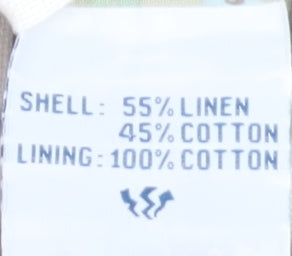 SHELL: 55% LINEN
45% COTTON
LINING: 100% COTTON